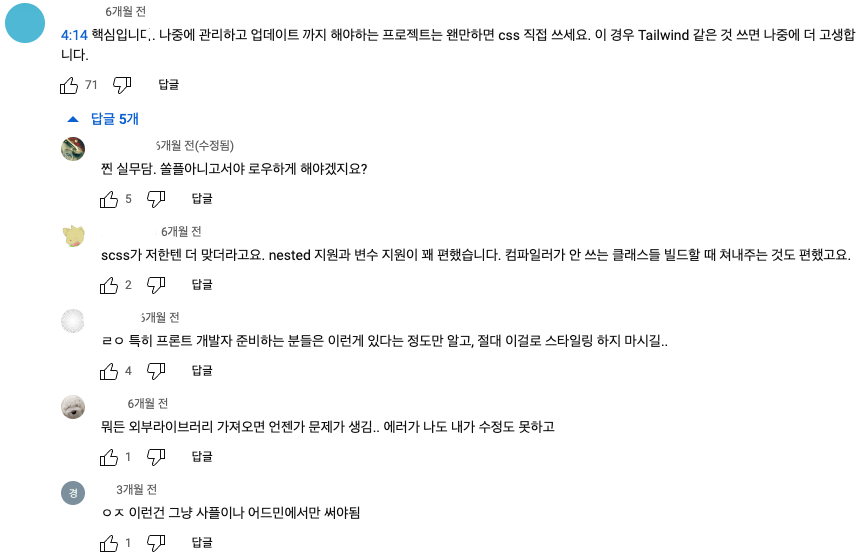 6개월 전
4:14 핵심입니다.. 나중에 관리하고 업데이트 까지 해야하는 프로젝트는 왠만하면 css 직접 쓰세요. 이 경우 Tailwind 같은 것 쓰면 나중에 더 고생합
니다.
71 답글
답글 5개
6개월 전(수정됨)
찐 실무담. 쏠플아니고서야 로우하게 해야겠지요?
5 답글
6개월 전
scss가 저한텐 더 맞더라고요. nested 지원과 변수 지원이 꽤 편했습니다. 컴파일러가 안 쓰는 클래스들 빌드할 때 쳐내주는 것도 편했고요.
2 답글
6개월 전
ㄹㅇ 특히 프론트 개발자 준비하는 분들은 이런게 있다는 정도만 알고, 절대 이걸로 스타일링 하지 마시길..
4 답글
6개월 전
뭐든 외부라이브러리 가져오면 언젠가 문제가 생김.. 에러가 나도 내가 수정도 못하고
1 답글
경
3개월 전
ㅇㅈ 이런건 그냥 사플이나 어드민에서만 써야됨
1 답글